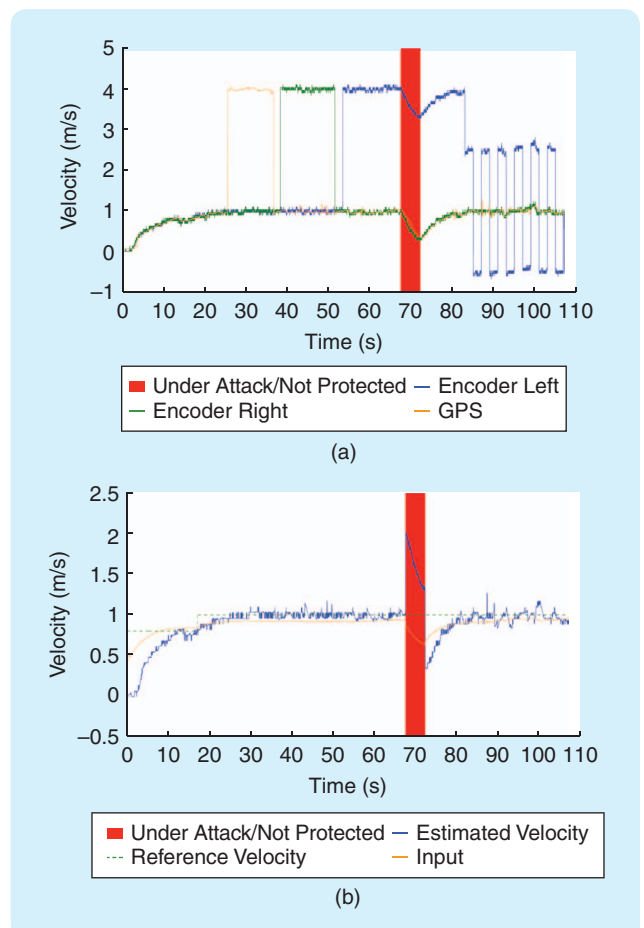 5
4
3
2
1
0
–1
Velocity (m/s)
0 10 20 30 40 50 60 70 80 90 100 110
Time (s)
Under Attack/Not Protected Encoder Left
Encoder Right GPS
(a)
2.5
2
1.5
1
0.5
0
–0.5
Velocity (m/s)
0 10 20 30 40 50 60 70 80 90 100 110
Time (s)
Under Attack/Not Protected Estimated Velocity
Reference Velocity Input
(b)